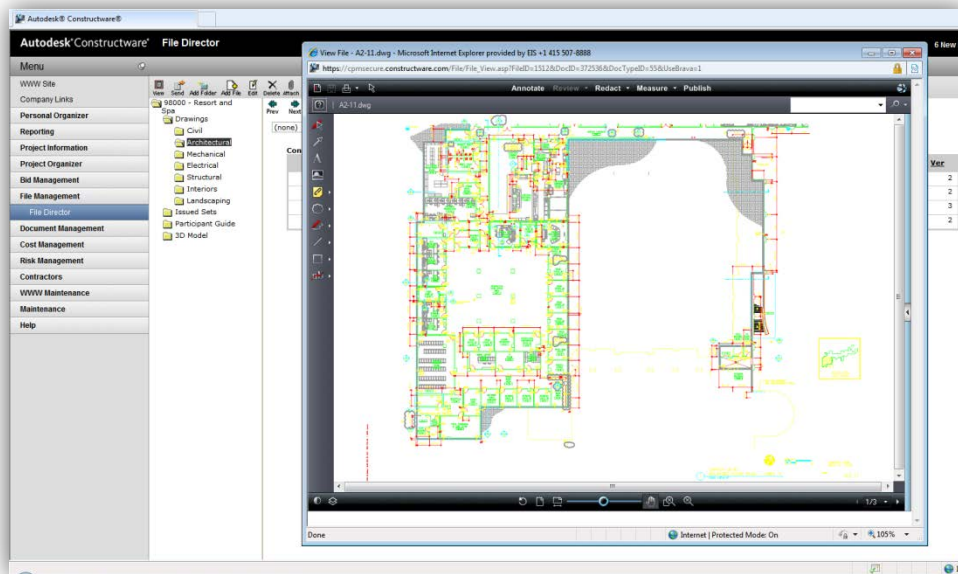 Autodesk® Constructware®
Autodesk® Constructware® File Director
6 New
Menu
WWW Site
Company Links
Personal Organizer
Reporting
Project Information
Project Organizer
Bid Management
File Management
File Director
Document Management
Cost Management
Risk Management
Contractors
WWW Maintenance
Maintenance
Help
View Send Add Folder Add File Edit Delete Attach
98000 - Resort and
Spa
Drawings
Civil
Architectural
Mechanical
Electrical
Structural
Interiors
Landscaping
Issued Sets
Participant Guide
3D Model
Prev Next
(none)
Con
Ver
2
2
3
2
View File - A2-11.dwg - Microsoft Internet Explorer provided by EIS +1 415 507-8888
https://cpmsecure.constructware.com/File/File_View.asp?FileID=1512&DocID=372536&DocTypeID=55&UseBrava=1
Annotate Review Redact Measure Publish
A2-11.dwg
1/3
Done
Internet | Protected Mode: On
105%